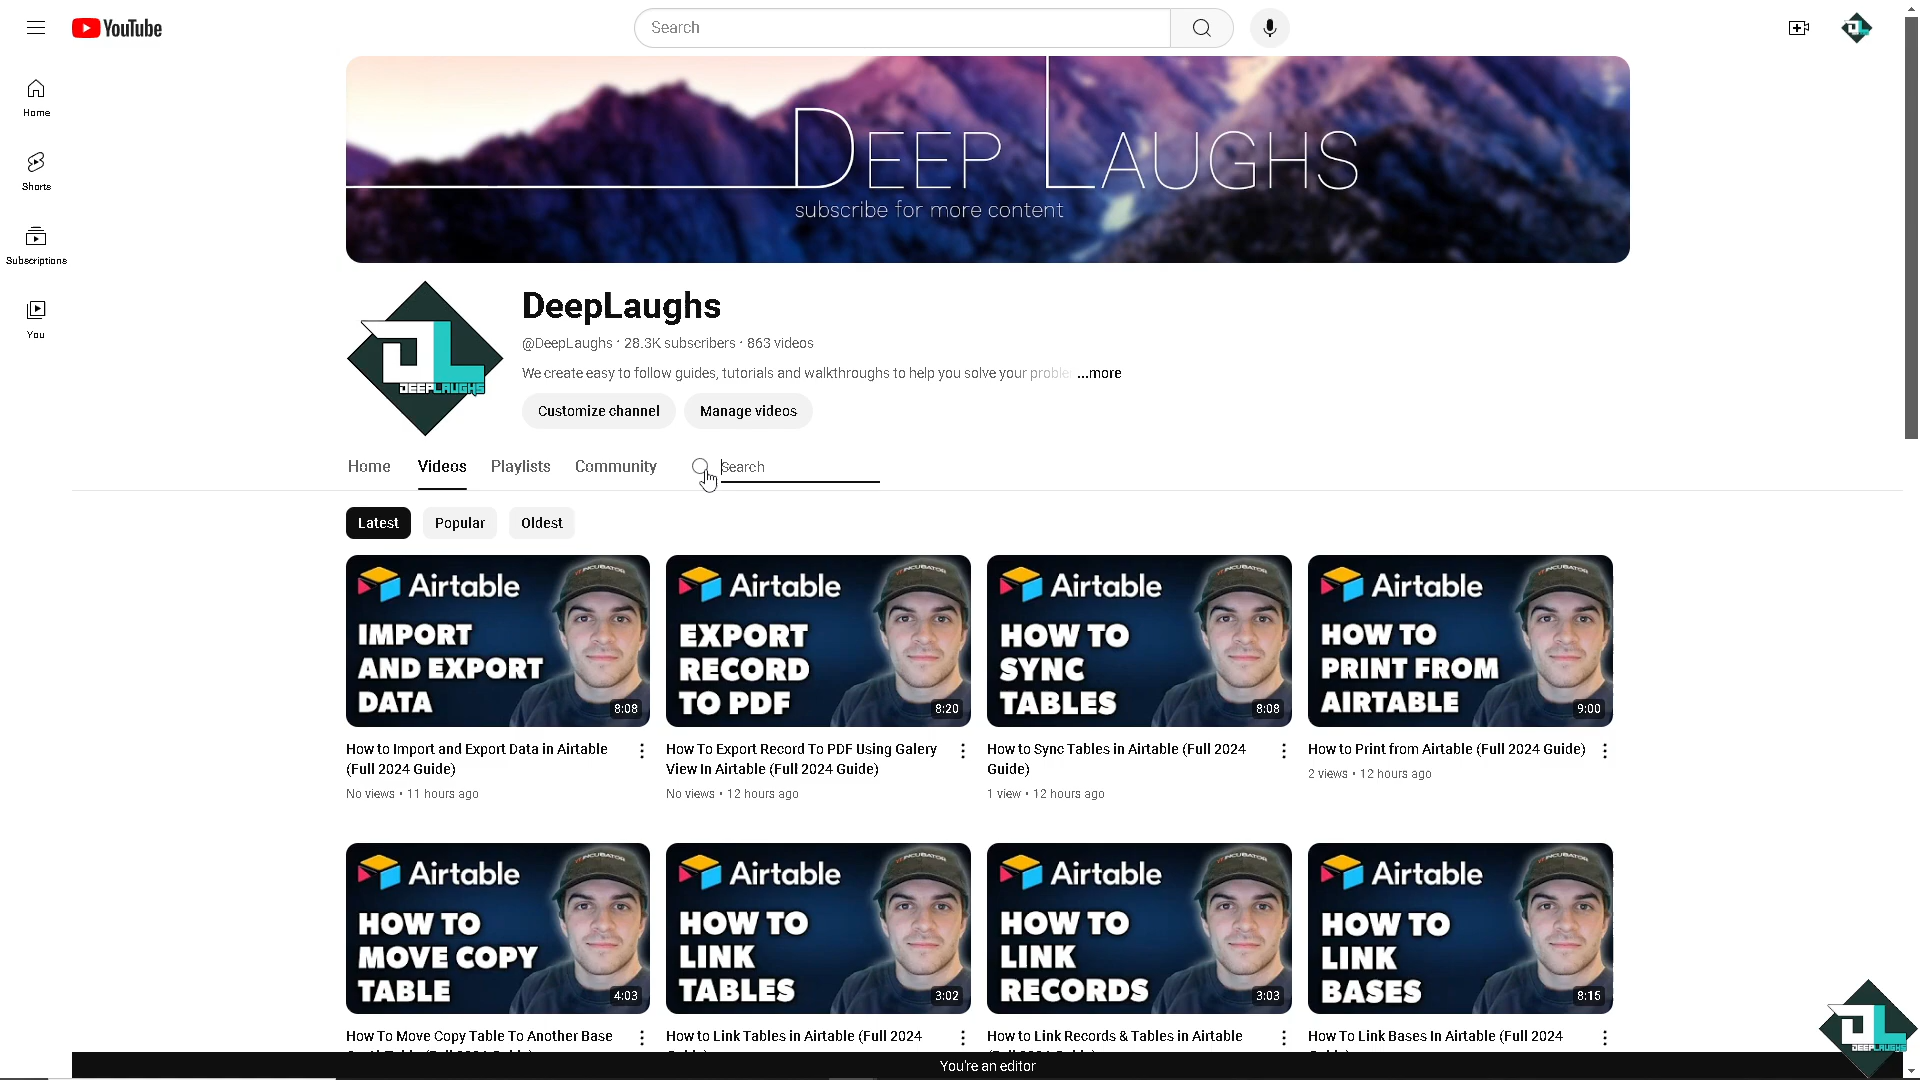 YouTube
Search
Home
Shorts
Subscriptions
You
DEEP LAUGHS
subscribe for more content
DEEPLAUGHS
DeepLaughs
@DeepLaughs · 28.3K subscribers · 863 videos
We create easy to follow guides, tutorials and walkthroughs to help you solve your proble ...more
Customize channel
Manage videos
Home
Videos
Playlists
Community
Search
Latest
Popular
Oldest
Airtable
IMPORT
AND EXPORT
DATA
8:08
Airtable
EXPORT
RECORD
TO PDF
8:20
Airtable
HOW TO
SYNC
TABLES
8:08
Airtable
HOW TO
PRINT FROM
AIRTABLE
9:00
How to Import and Export Data in Airtable
(Full 2024 Guide)
No views • 11 hours ago
How To Export Record To PDF Using Galery
View In Airtable (Full 2024 Guide)
No views • 12 hours ago
How to Sync Tables in Airtable (Full 2024
Guide)
1 view • 12 hours ago
How to Print from Airtable (Full 2024 Guide)
2 views • 12 hours ago
Airtable
HOW TO
MOVE COPY
TABLE
4:03
Airtable
HOW TO
LINK
TABLES
3:02
Airtable
HOW TO
LINK
RECORDS
3:03
Airtable
HOW TO
LINK
BASES
8:15
How To Move Copy Table To Another Base
How to Link Tables in Airtable (Full 2024
How to Link Records & Tables in Airtable
How To Link Bases In Airtable (Full 2024
You're an editor
DEEPLAUGHS